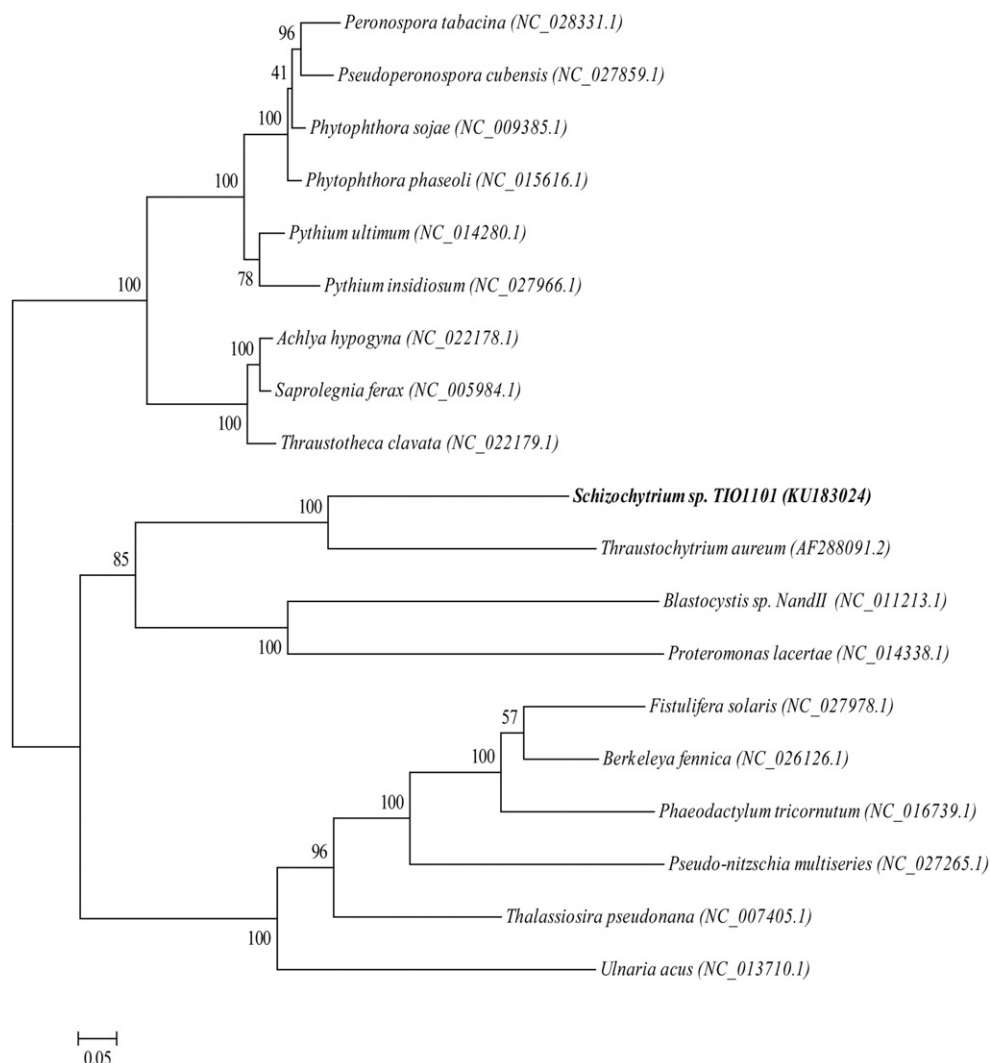 Peronospora tabacina (NC_028331.1)
96
41
Pseudoperonospora cubensis (NC_027859.1)
100
Phytophthora sojae (NC_009385.1)
100
Phytophthora phaseoli (NC_015616.1)
Pythium ultimum (NC_014280.1)
78
Pythium insidiosum (NC_027966.1)
100
Achlya hypogyna (NC_022178.1)
100
Saprolegnia ferax (NC_005984.1)
100
Thraustotheca clavata (NC_022179.1)
Schizochytrium sp. TIO1101 (KU183024)
100
Thraustochytrium aureum (AF288091.2)
85
Blastocystis sp. NandII (NC_011213.1)
100
Proteromonas lacertae (NC_014338.1)
Fistulifera solaris (NC_027978.1)
57
Berkeleya fennica (NC_026126.1)
100
Phaeodactylum tricornutum (NC_016739.1)
100
Pseudo-nitzschia multiseries (NC_027265.1)
96
Thalassiosira pseudonana (NC_007405.1)
100
Ulnaria acus (NC_013710.1)
0.05